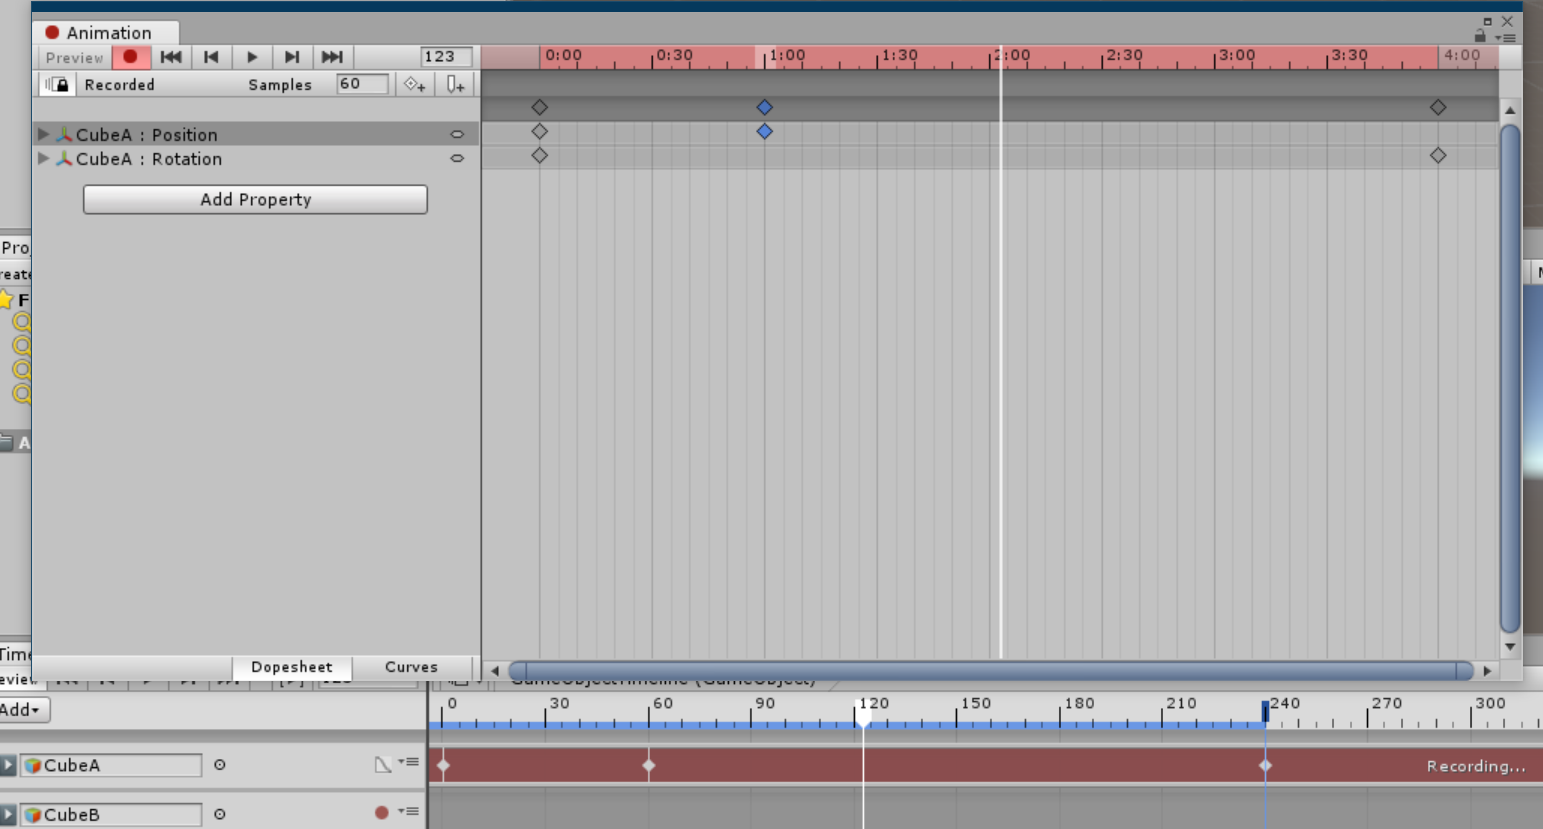 Animation
Preview 123 0:00 0:30 1:00 1:30 2:00 2:30 3:00 3:30 4:00
Recorded Samples 60
CubeA : Position
CubeA : Rotation
Add Property
Pro
reate
F
A
Dopesheet Curves
Time
eview GameObjectTimeline (GameObject)
Add 0 30 60 90 120 150 180 210 240 270 300
CubeA Recording...
CubeB